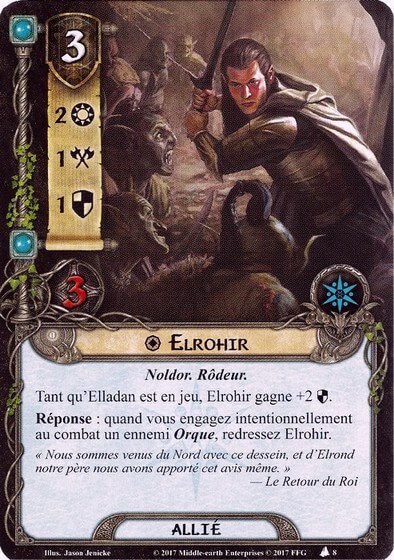 3
2
1
1
3
Elrohir
Noldor. Rôdeur.
Tant qu'Elladan est en jeu, Elrohir gagne +2 .
Réponse : quand vous engagez intentionnellement
au combat un ennemi Orque, redressez Elrohir.
« Nous sommes venus du Nord avec ce dessein, et d'Elrond
notre père nous avons apporté cet avis même. »
— Le Retour du Roi
ALLIÉ
Illus. Jason Jenicke © 2017 Middle-earth Enterprises © 2017 FFG 8